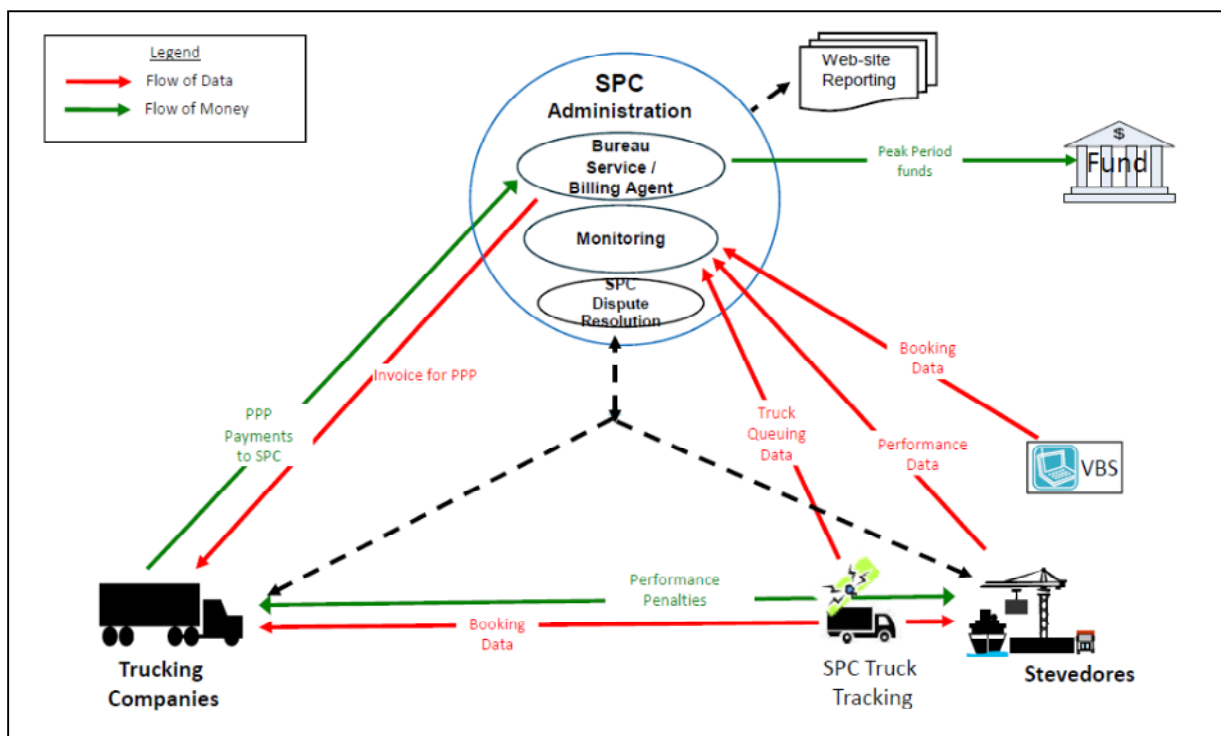 Legend
Flow of Data
Flow of Money
SPC
Administration
Bureau
Service /
Billing Agent
Monitoring
SPC
Dispute
Resolution
Web-site
Reporting
Peak Period
funds
$
Fund
Invoice for PPP
PPP
Payments
to SPC
Booking
Data
Truck
Queuing
Data
Performance
Data
VBS
Performance
Penalties
Booking
Data
Trucking
Companies
SPC Truck
Tracking
Stevedores